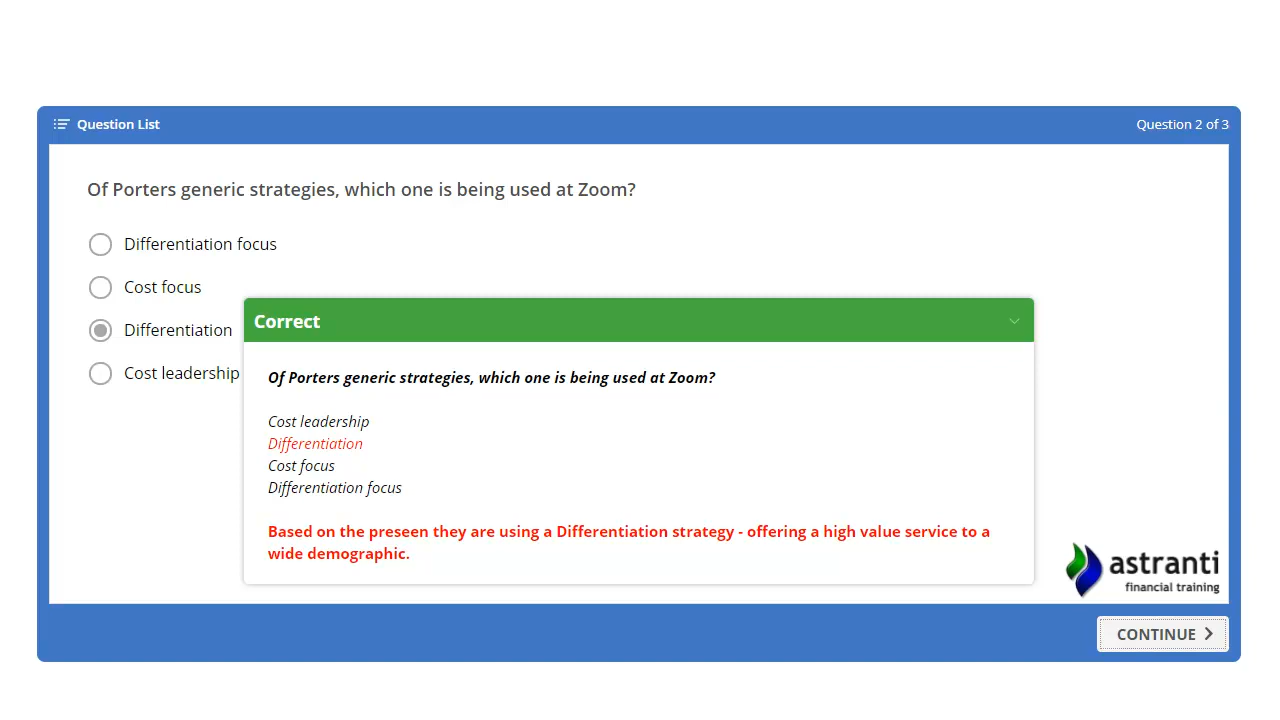 Question List
Question 2 of 3
Of Porters generic strategies, which one is being used at Zoom?
Differentiation focus
Cost focus
Differentiation
Cost leadership
Correct
Of Porters generic strategies, which one is being used at Zoom?
Cost leadership
Differentiation
Cost focus
Differentiation focus
Based on the preseen they are using a Differentiation strategy - offering a high value service to a
wide demographic.
astranti
financial training
CONTINUE